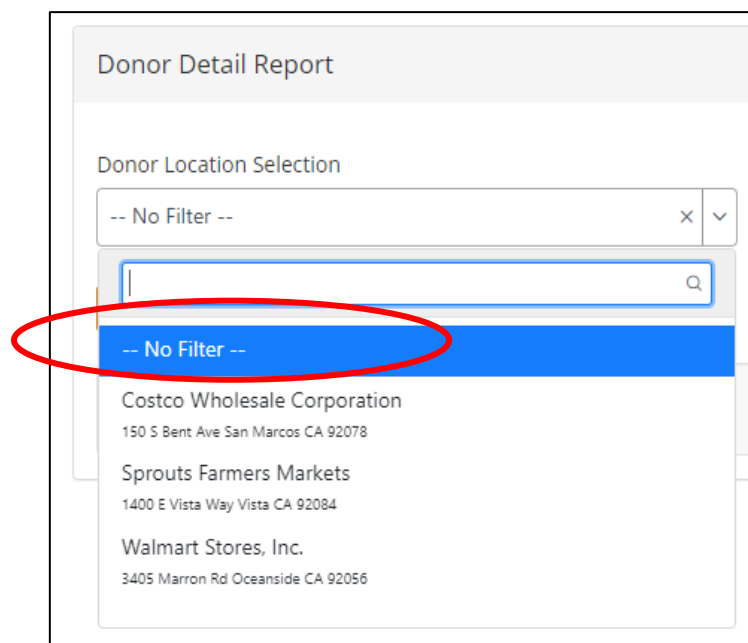 Donor Detail Report
Donor Location Selection
-- No Filter --
-- No Filter --
Costco Wholesale Corporation
150 S Bent Ave San Marcos CA 92078
Sprouts Farmers Markets
1400 E Vista Way Vista CA 92084
Walmart Stores, Inc.
3405 Marron Rd Oceanside CA 92056